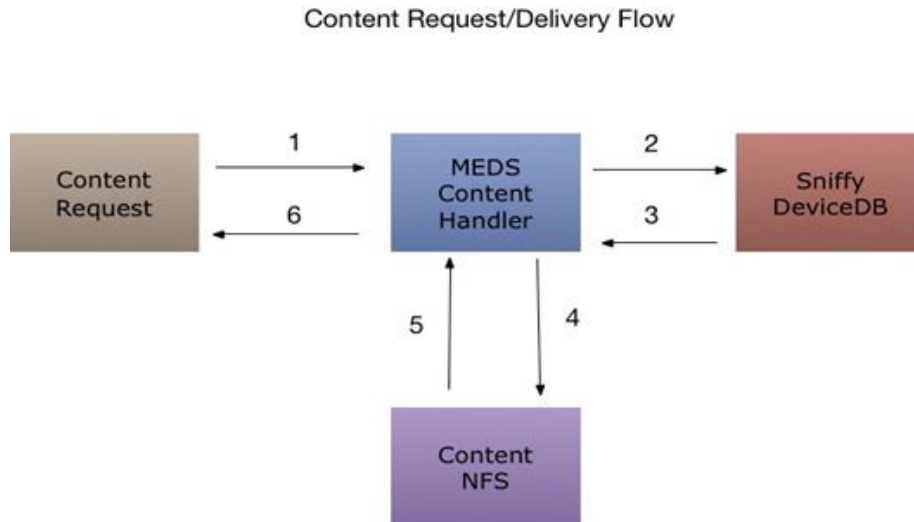 Content Request/Delivery Flow
1
2
Content
Request
MEDS
Content
Handler
Sniffy
DeviceDB
6
3
5
4
Content
NFS